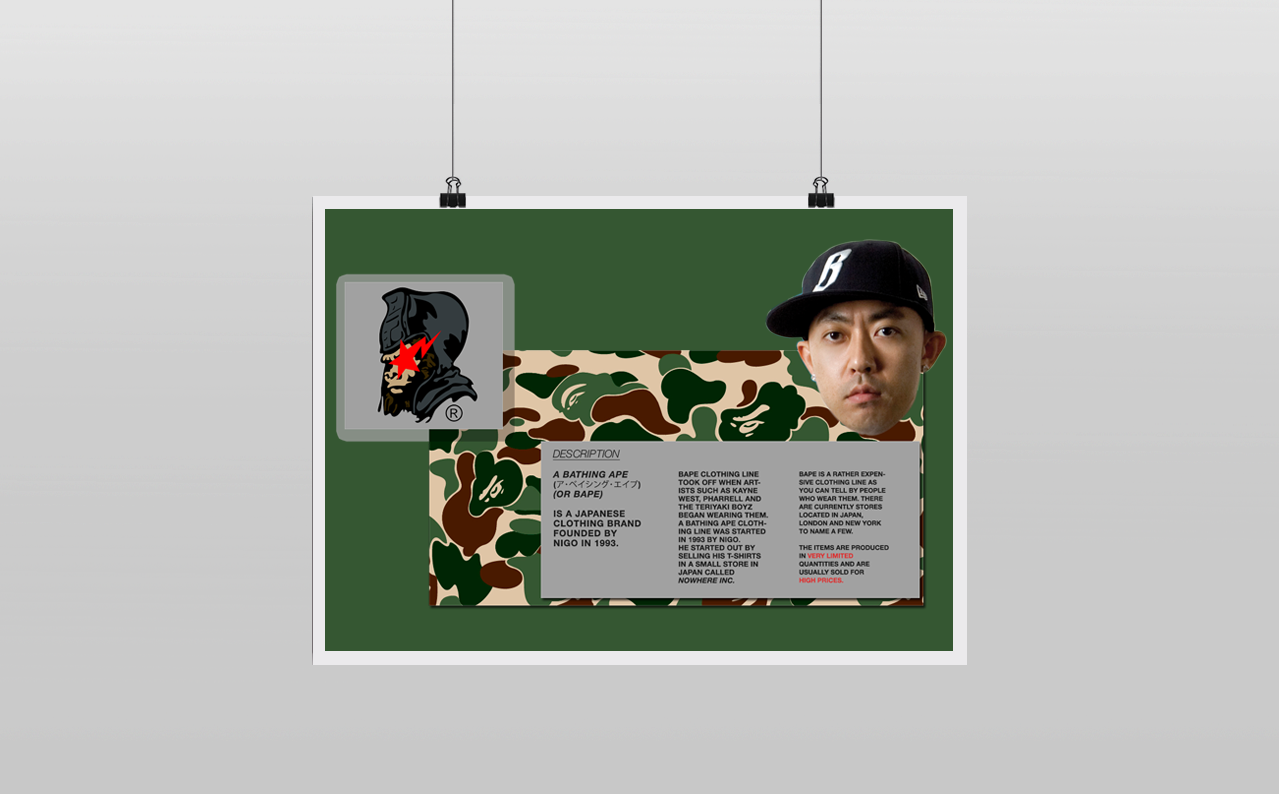 B
®
DESCRIPTION
A BATHING APE
(ア・ベイシング・エイプ)
(OR BAPE)
IS A JAPANESE
CLOTHING BRAND
FOUNDED BY
NIGO IN 1993.
BAPE CLOTHING LINE
TOOK OFF WHEN ART-
ISTS SUCH AS KAYNE
WEST, PHARRELL AND
THE TERIYAKI BOYZ
BEGAN WEARING THEM.
A BATHING APE CLOTH-
ING LINE WAS STARTED
IN 1993 BY NIGO.
HE STARTED OUT BY
SELLING HIS T-SHIRTS
IN A SMALL STORE IN
JAPAN CALLED
NOWHERE INC.
BAPE IS A RATHER EXPEN-
SIVE CLOTHING LINE AS
YOU CAN TELL BY PEOPLE
WHO WEAR THEM. THERE
ARE CURRENTLY STORES
LOCATED IN JAPAN,
LONDON AND NEW YORK
TO NAME A FEW.
THE ITEMS ARE PRODUCED
IN VERY LIMITED
QUANTITIES AND ARE
USUALLY SOLD FOR
HIGH PRICES.